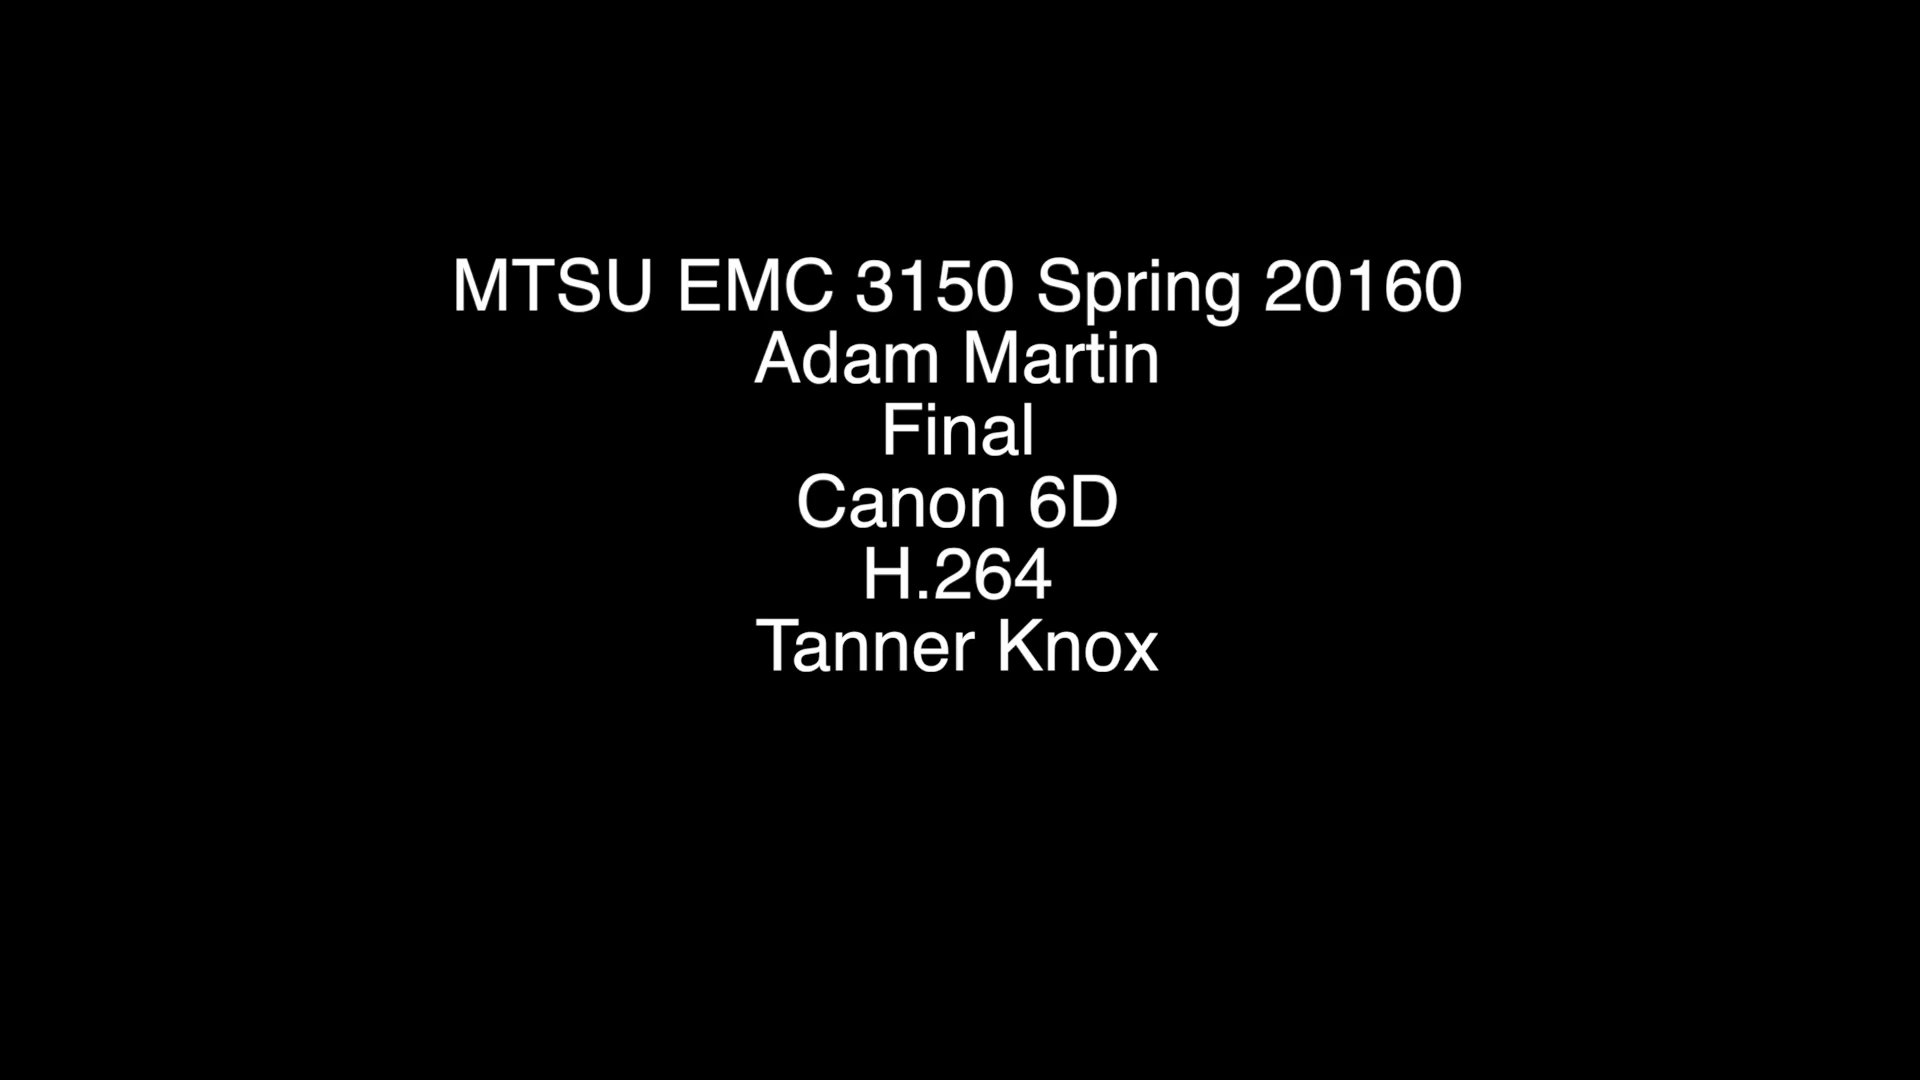 MTSU EMC 3150 Spring 20160
Adam Martin
Final
Canon 6D
H.264
Tanner Knox